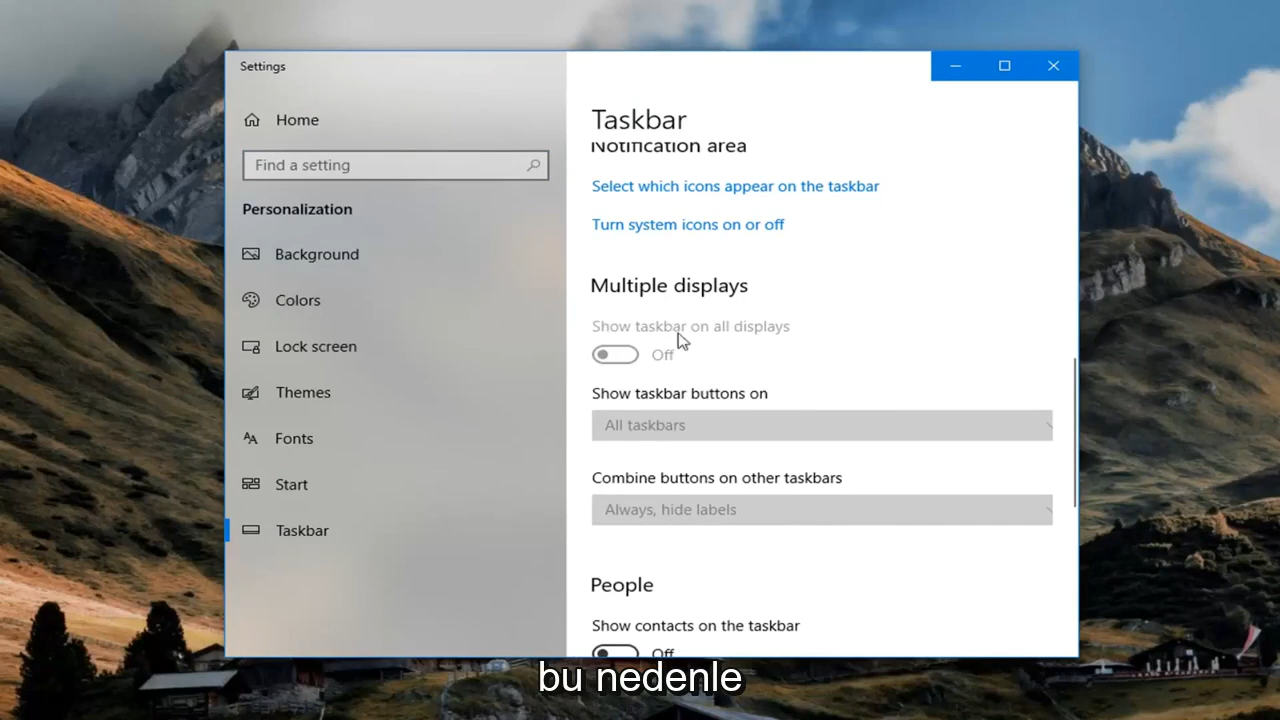 Settings
Home
Find a setting
Personalization
Background
Colors
Lock screen
Themes
Fonts
Start
Taskbar
Taskbar
Notification area
Select which icons appear on the taskbar
Turn system icons on or off
Multiple displays
Show taskbar on all displays
Off
Show taskbar buttons on
All taskbars
Combine buttons on other taskbars
Always, hide labels
People
Show contacts on the taskbar
Off
bu nedenle